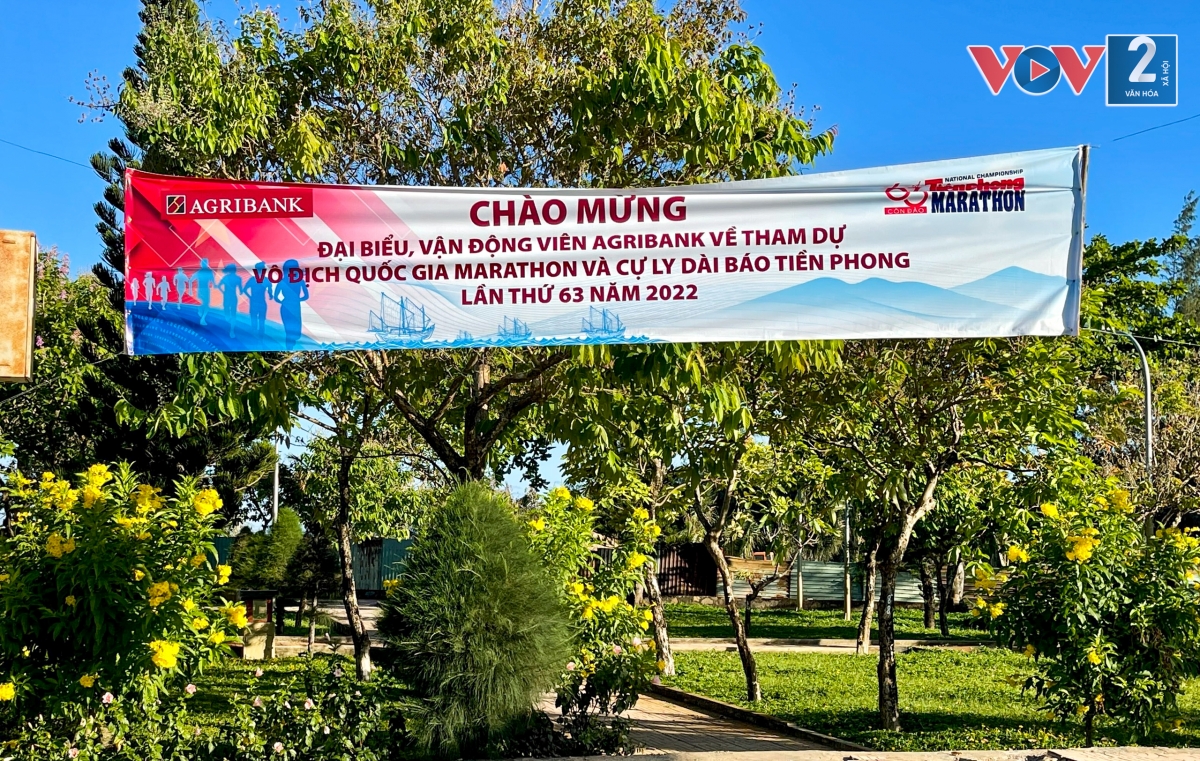 VOV
2
VĂN HÓA
XÃ HỘI
AGRIBANK
NATIONAL CHAMPIONSHIP
Tiền phong
MARATHON
CÔN ĐẢO
CHÀO MỪNG
ĐẠI BIỂU, VẬN ĐỘNG VIÊN AGRIBANK VỀ THAM DỰ
VÔ ĐỊCH QUỐC GIA MARATHON VÀ CỰ LY DÀI BÁO TIỀN PHONG
LẦN THỨ 63 NĂM 2022